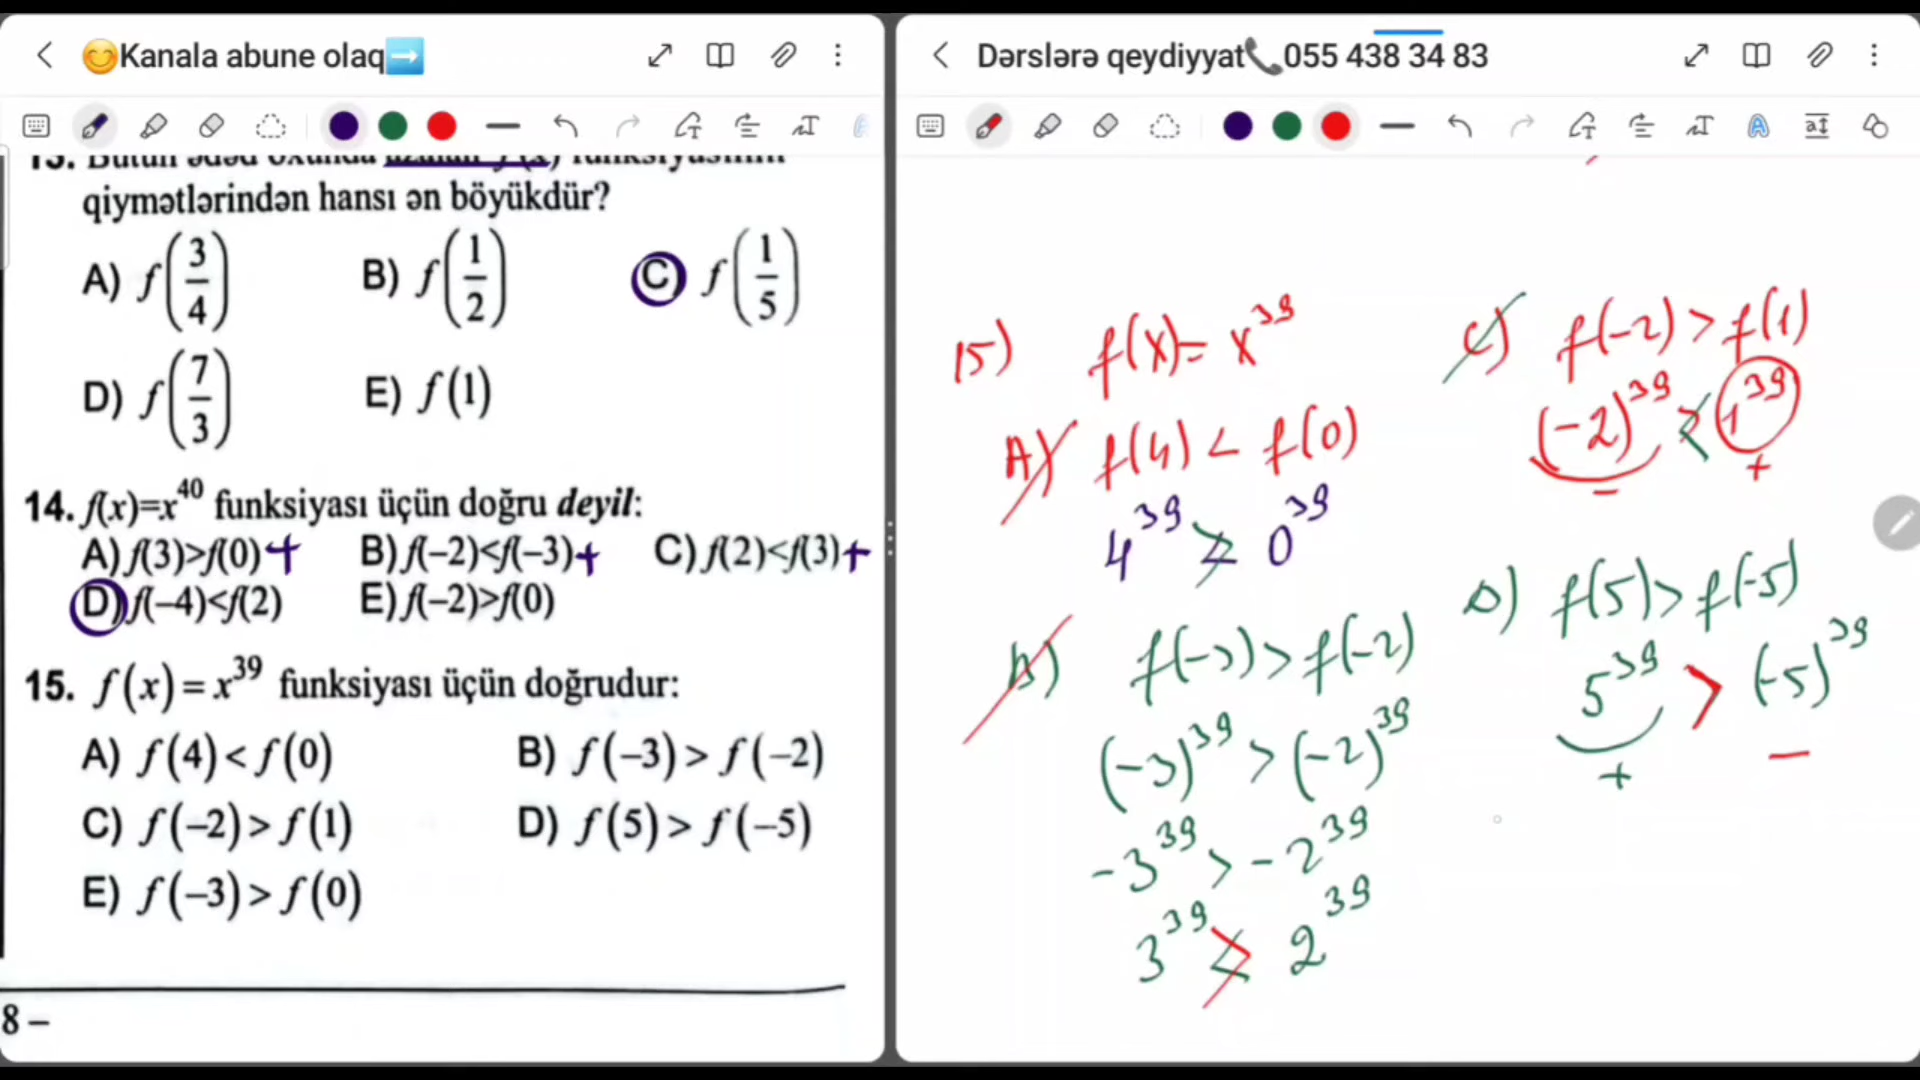 😊Kanala abune olaq➡️
qiymətlərindən hansı ən böyükdür?
A) f(3/4) B) f(1/2) C) f(1/5)
D) f(7/3) E) f(1)
14. f(x)=x^40 funksiyası üçün doğru deyil:
A) f(3)>f(0) + B) f(−2)<f(−3) + C) f(2)<f(3) +
D) f(−4)<f(2) E) f(−2)>f(0)
15. f(x)=x^39 funksiyası üçün doğrudur:
A) f(4)<f(0) B) f(−3)>f(−2)
C) f(−2)>f(1) D) f(5)>f(−5)
E) f(−3)>f(0)
8 –
Dərslərə qeydiyyat📞055 438 34 83
15) f(x)= x^39
A) f(4) < f(0)
4^39 > 0^39
B) f(-3) > f(-2)
(-3)^39 > (-2)^39
-3^39 > -2^39
3^39 < 2^39
C) f(-2) > f(1)
(-2)^39 < 1^39
- +
D) f(5) > f(-5)
5^39 > (-5)^39
+ -